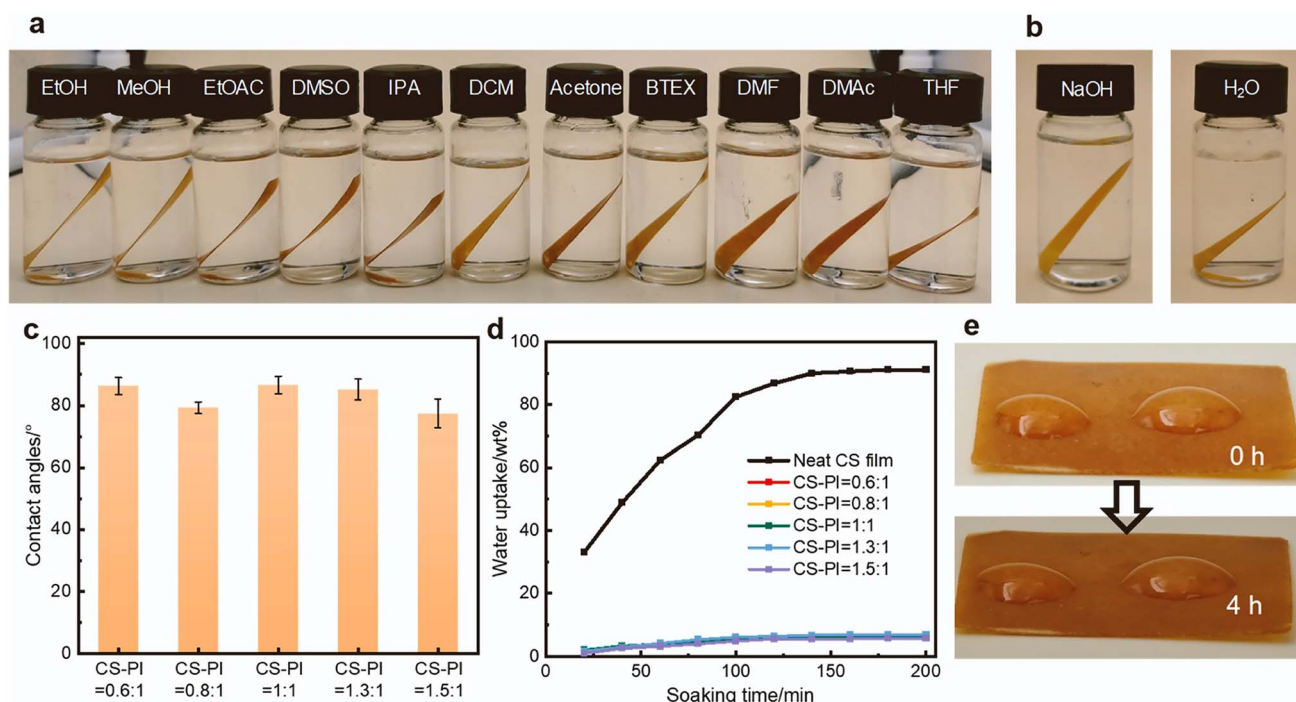 a
EtOH MeOH EtOAC DMSO IPA DCM Acetone BTEX DMF DMAc THF
b
NaOH H₂O
c
Contact angles/°
100
80
60
40
20
0
CS-PI =0.6:1
CS-PI =0.8:1
CS-PI =1:1
CS-PI =1.3:1
CS-PI =1.5:1
d
Water uptake/wt%
100
80
60
40
20
0
Neat CS film
CS-PI=0.6:1
CS-PI=0.8:1
CS-PI=1:1
CS-PI=1.3:1
CS-PI=1.5:1
0 50 100 150 200
Soaking time/min
e
0 h
4 h